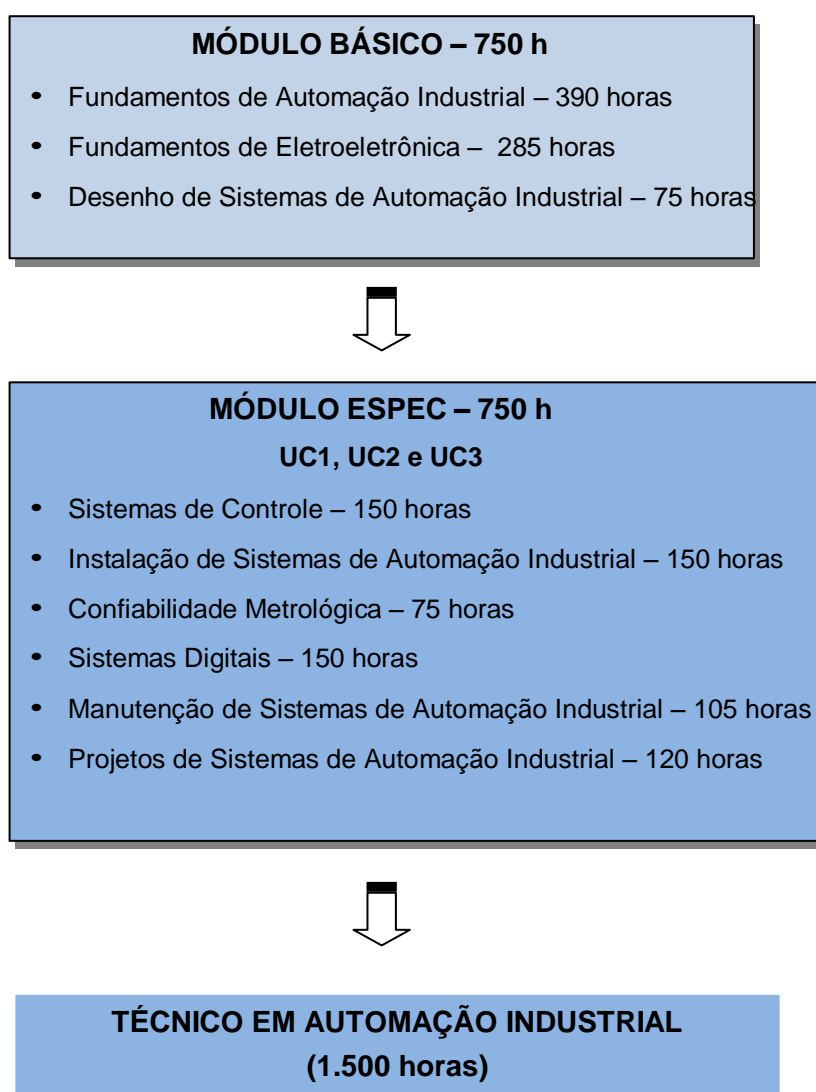 MÓDULO BÁSICO – 750 h
• Fundamentos de Automação Industrial – 390 horas
• Fundamentos de Eletroeletrônica – 285 horas
• Desenho de Sistemas de Automação Industrial – 75 horas
MÓDULO ESPEC – 750 h
UC1, UC2 e UC3
• Sistemas de Controle – 150 horas
• Instalação de Sistemas de Automação Industrial – 150 horas
• Confiabilidade Metrológica – 75 horas
• Sistemas Digitais – 150 horas
• Manutenção de Sistemas de Automação Industrial – 105 horas
• Projetos de Sistemas de Automação Industrial – 120 horas
TÉCNICO EM AUTOMAÇÃO INDUSTRIAL
(1.500 horas)